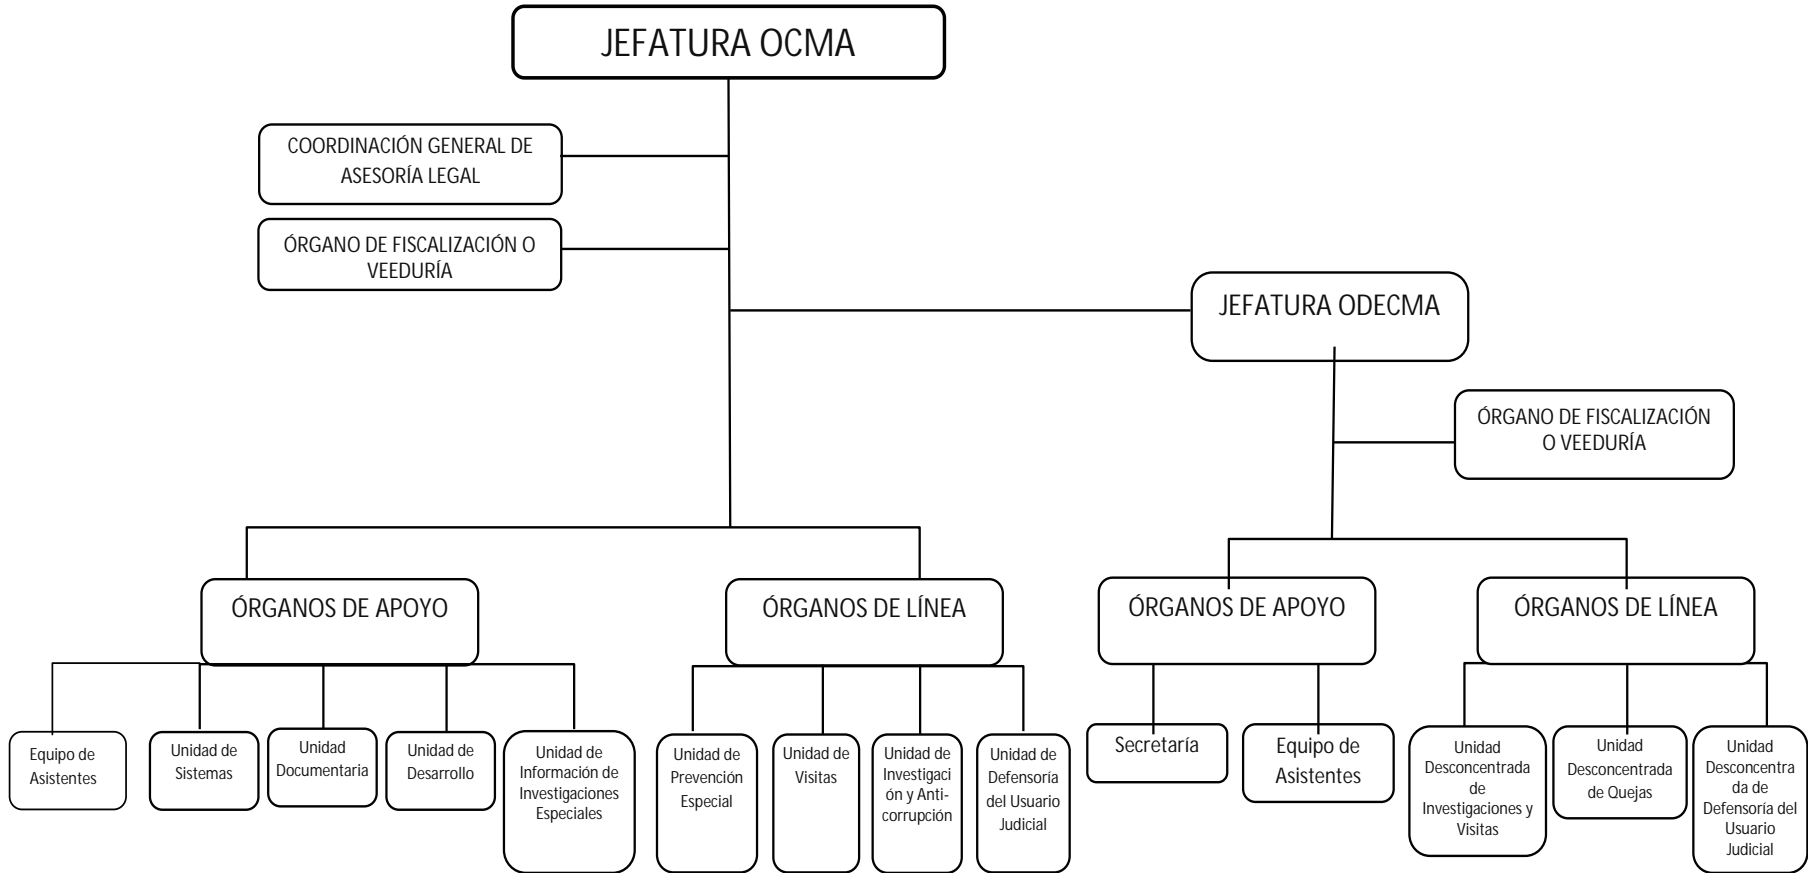 JEFATURA OCMA
COORDINACIÓN GENERAL DE
ASESORÍA LEGAL
ÓRGANO DE FISCALIZACIÓN O
VEEDURÍA
JEFATURA ODECMA
ÓRGANO DE FISCALIZACIÓN
O VEEDURÍA
ÓRGANOS DE APOYO
ÓRGANOS DE LÍNEA
ÓRGANOS DE APOYO
ÓRGANOS DE LÍNEA
Equipo de
Asistentes
Unidad de
Sistemas
Unidad
Documentaria
Unidad de
Desarrollo
Unidad de
Información de
Investigaciones
Especiales
Unidad de
Prevención
Especial
Unidad de
Visitas
Unidad de
Investigaci
ón y Anti-
corrupción
Unidad de
Defensoría
del Usuario
Judicial
Secretaría
Equipo de
Asistentes
Unidad
Desconcentrada
de
Investigaciones y
Visitas
Unidad
Desconcentrada
de Quejas
Unidad
Desconcentra
da de
Defensoría del
Usuario
Judicial